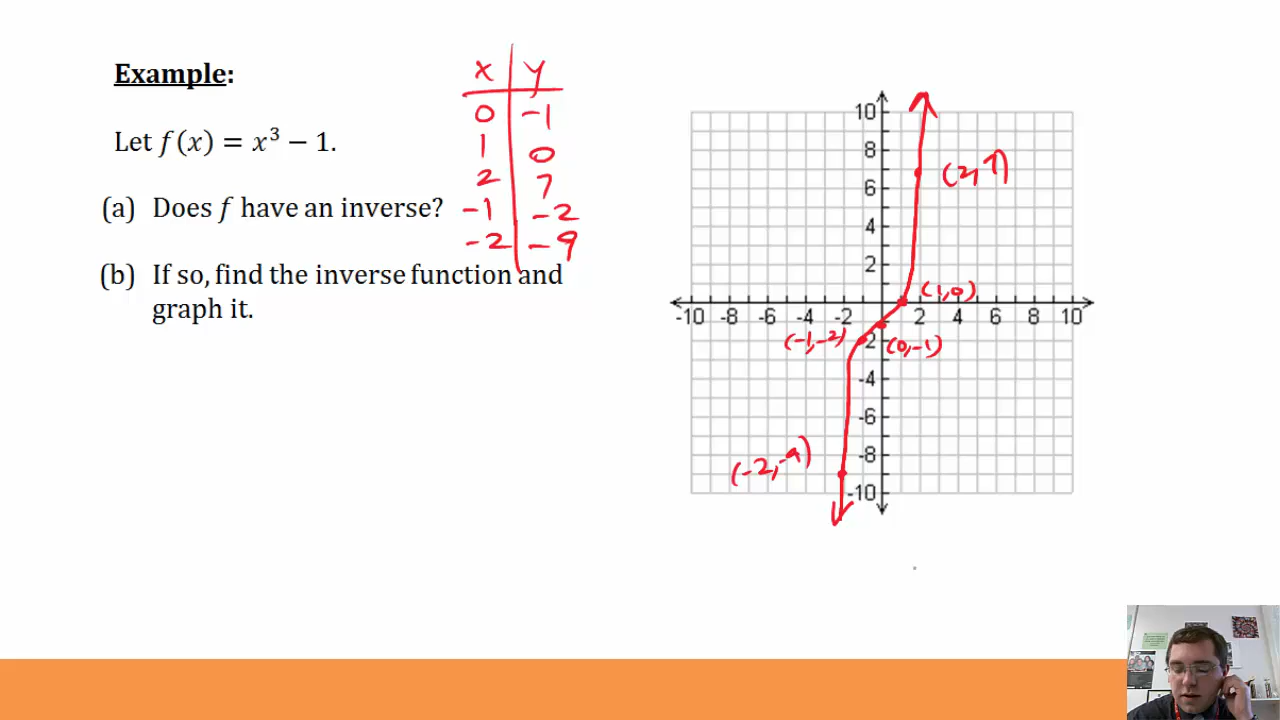 Example:
Let f(x) = x³ − 1.
(a) Does f have an inverse?
(b) If so, find the inverse function and
graph it.
x y
0 -1
1 0
2 7
-1 -2
-2 -9
10
8
6
4
2
-10 -8 -6 -4 -2 2 4 6 8 10
-2
-4
-6
-8
-10
(2,7)
(1,0)
(-1,-2)
(0,-1)
(-2,-9)